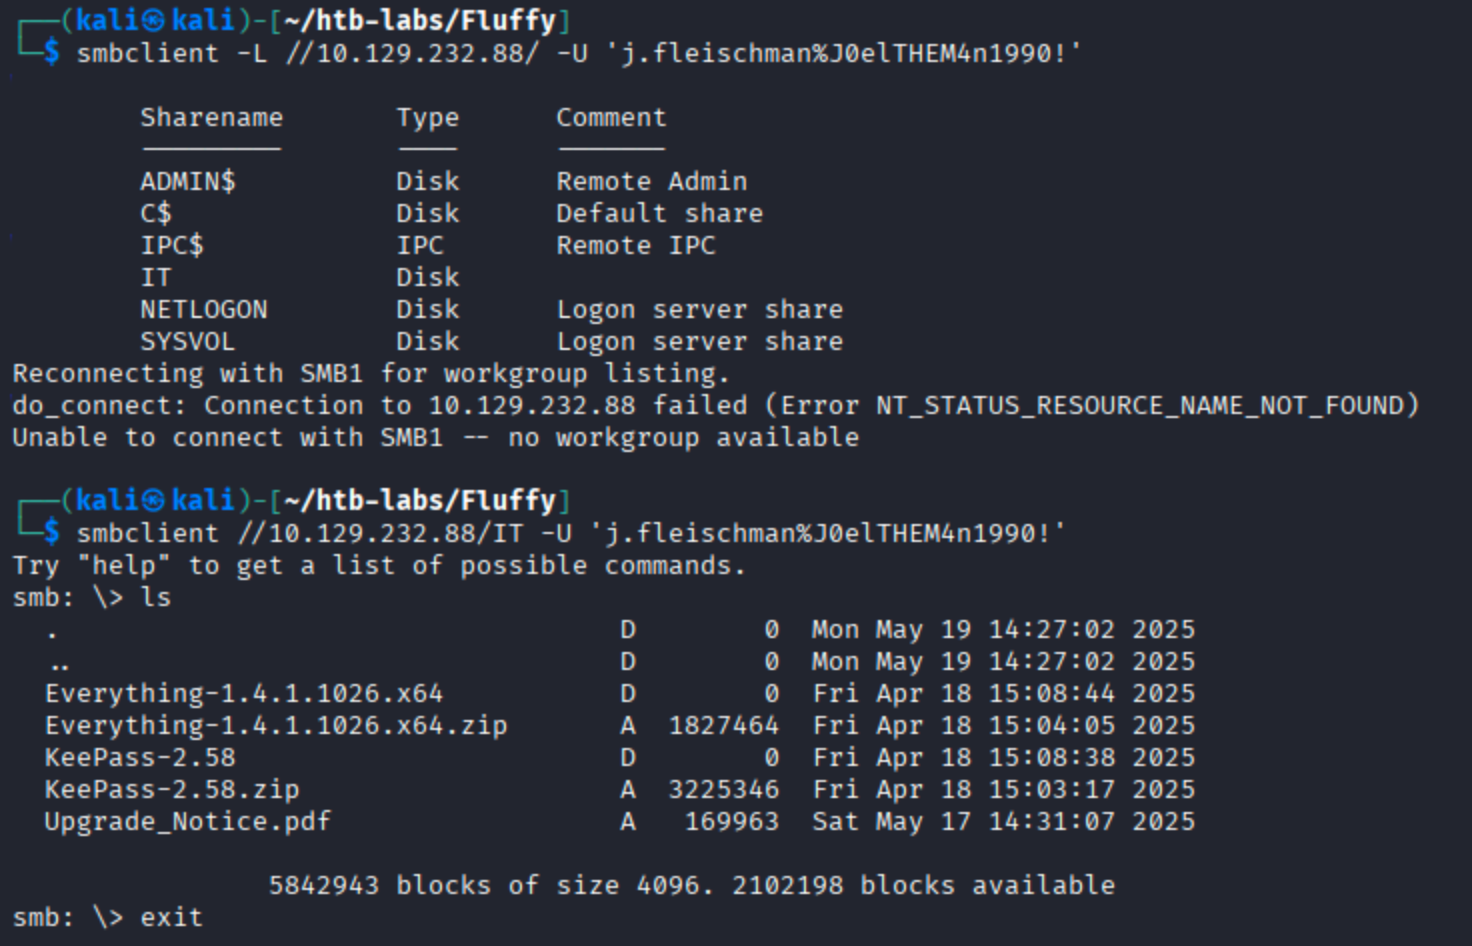 ┌──(kali㉿kali)-[~/htb-labs/Fluffy]
└─$ smbclient -L //10.129.232.88/ -U 'j.fleischman%J0elTHEM4n1990!'
Sharename Type Comment
--------- ---- -------
ADMIN$ Disk Remote Admin
C$ Disk Default share
IPC$ IPC Remote IPC
IT Disk
NETLOGON Disk Logon server share
SYSVOL Disk Logon server share
Reconnecting with SMB1 for workgroup listing.
do_connect: Connection to 10.129.232.88 failed (Error NT_STATUS_RESOURCE_NAME_NOT_FOUND)
Unable to connect with SMB1 -- no workgroup available
┌──(kali㉿kali)-[~/htb-labs/Fluffy]
└─$ smbclient //10.129.232.88/IT -U 'j.fleischman%J0elTHEM4n1990!'
Try "help" to get a list of possible commands.
smb: \> ls
. D 0 Mon May 19 14:27:02 2025
.. D 0 Mon May 19 14:27:02 2025
Everything-1.4.1.1026.x64 D 0 Fri Apr 18 15:08:44 2025
Everything-1.4.1.1026.x64.zip A 1827464 Fri Apr 18 15:04:05 2025
KeePass-2.58 D 0 Fri Apr 18 15:08:38 2025
KeePass-2.58.zip A 3225346 Fri Apr 18 15:03:17 2025
Upgrade_Notice.pdf A 169963 Sat May 17 14:31:07 2025
5842943 blocks of size 4096. 2102198 blocks available
smb: \> exit